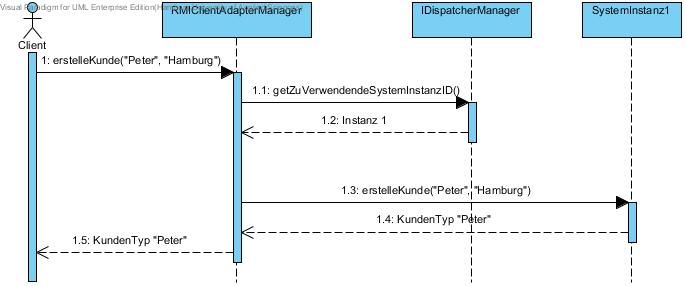 Visual Paradigm for UML Enterprise Edition
RMIClientAdapterManager
IDispatcherManager
SystemInstanz1
Client
1: erstelleKunde("Peter", "Hamburg")
1.1: getZuVerwendendeSystemInstanzID()
1.2: Instanz 1
1.3: erstelleKunde("Peter", "Hamburg")
1.4: KundenTyp "Peter"
1.5: KundenTyp "Peter"